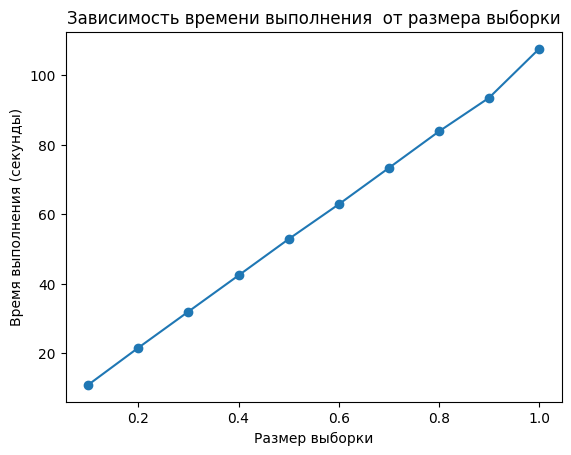 Зависимость времени выполнения  от размера выборки
Время выполнения (секунды)
100
80
60
40
20
0.2 0.4 0.6 0.8 1.0
Размер выборки